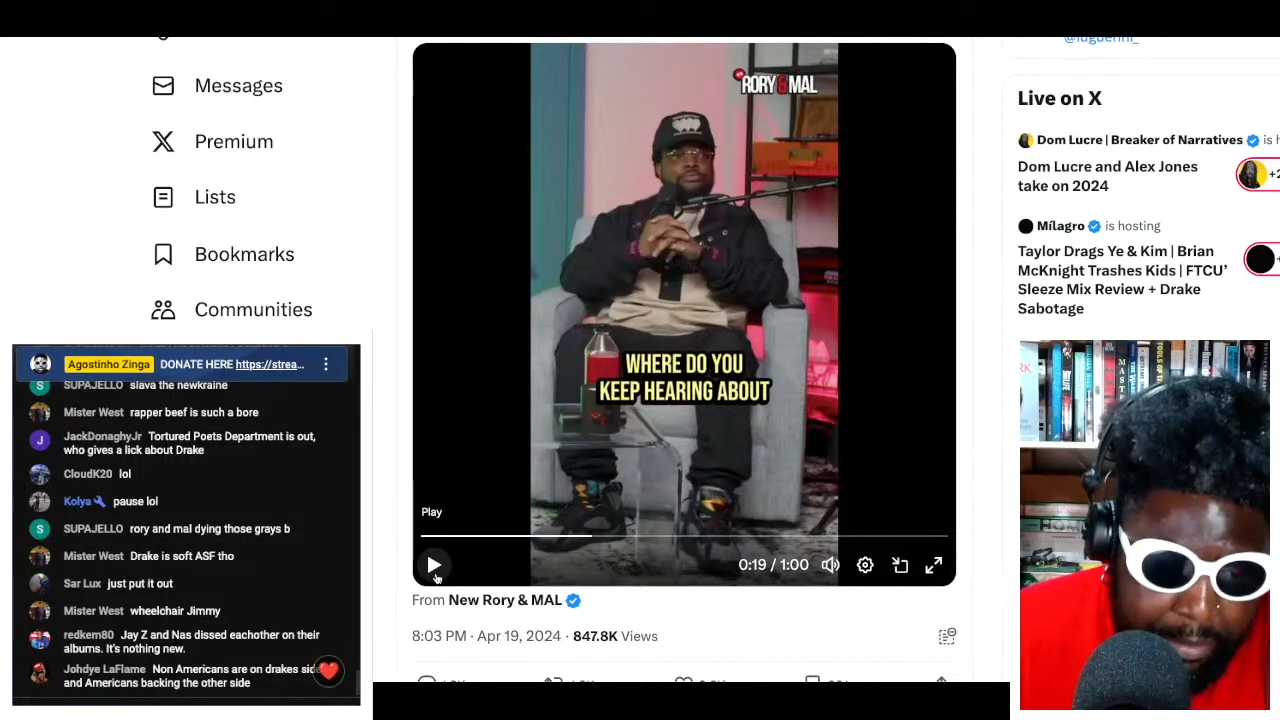 Messages
Premium
Lists
Bookmarks
Communities
Agostinho Zinga DONATE HERE https://strea...
SUPAJELLO slava the newkraine
Mister West rapper beef is such a bore
JackDonaghyJr Tortured Poets Department is out,
who gives a lick about Drake
CloudK20 lol
Kolya pause lol
SUPAJELLO rory and mal dying those grays b
Mister West Drake is soft ASF tho
Sar Lux just put it out
Mister West wheelchair Jimmy
redkem80 Jay Z and Nas dissed eachother on their
albums. It's nothing new.
Johdye LaFlame Non Americans are on drakes side
and Americans backing the other side
NEW
RORY & MAL
WHERE DO YOU
KEEP HEARING ABOUT
Play
0:19 / 1:00
From New Rory & MAL
8:03 PM · Apr 19, 2024 · 847.8K Views
@luguerini_
Live on X
Dom Lucre | Breaker of Narratives is h
Dom Lucre and Alex Jones
take on 2024
+2
Mílagro is hosting
Taylor Drags Ye & Kim | Brian
McKnight Trashes Kids | FTCU'
Sleeze Mix Review + Drake
Sabotage